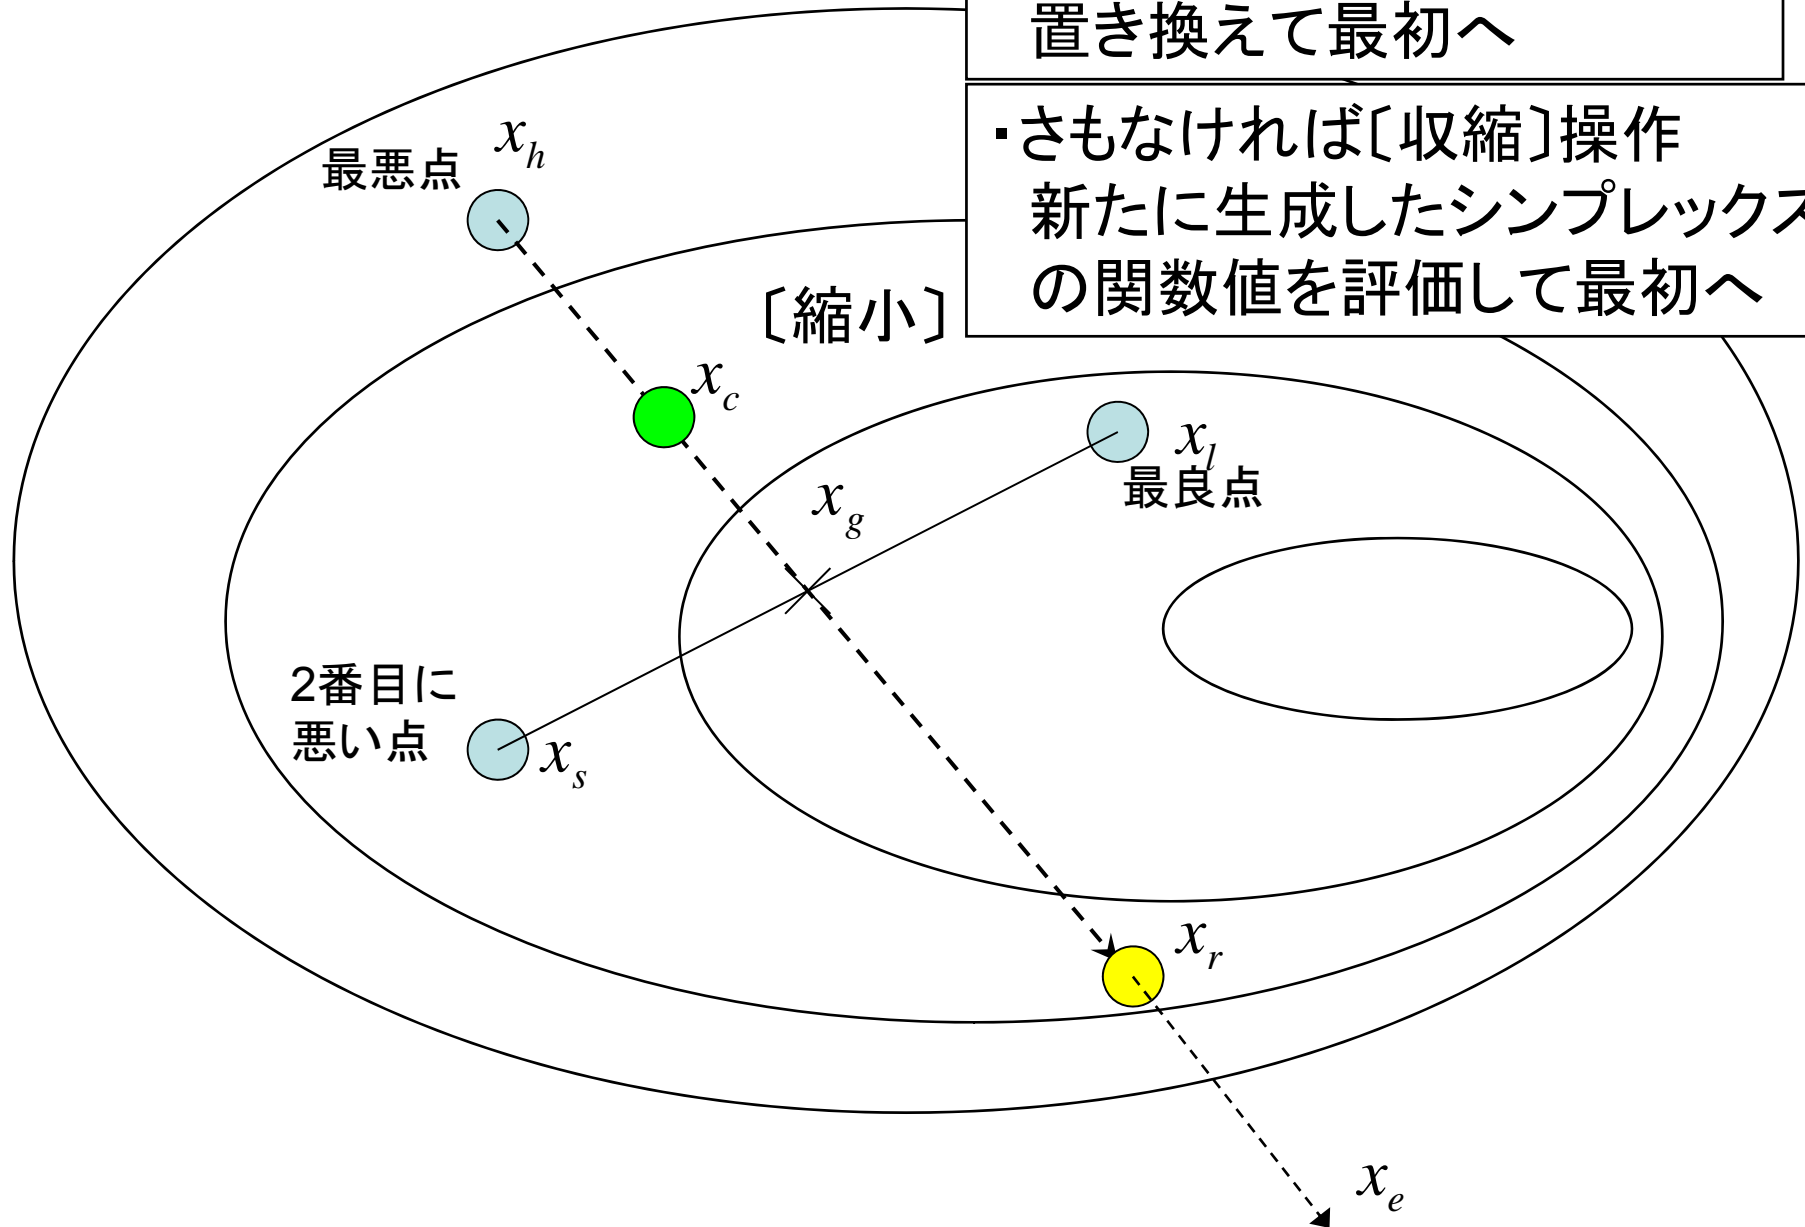 置き換えて最初へ
・さもなければ〔収縮〕操作
新たに生成したシンプレックス
の関数値を評価して最初へ
x_h
最悪点
〔縮小〕
x_c
x_l
最良点
x_g
2番目に
悪い点
x_s
x_r
x_e